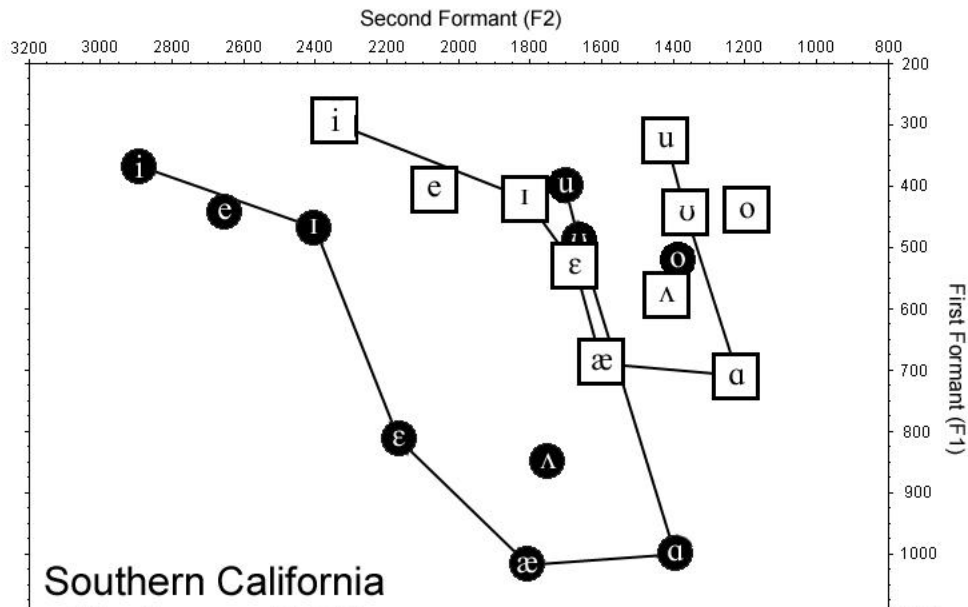 Second Formant (F2)
3200 3000 2800 2600 2400 2200 2000 1800 1600 1400 1200 1000 800
200
300
400
500
600
700
800
900
1000
First Formant (F1)
i
u
i
e
ɪ
u
e
ʊ
o
ɪ
o
ɛ
ʌ
æ
ɑ
ɛ
ʌ
æ
ɑ
Southern California